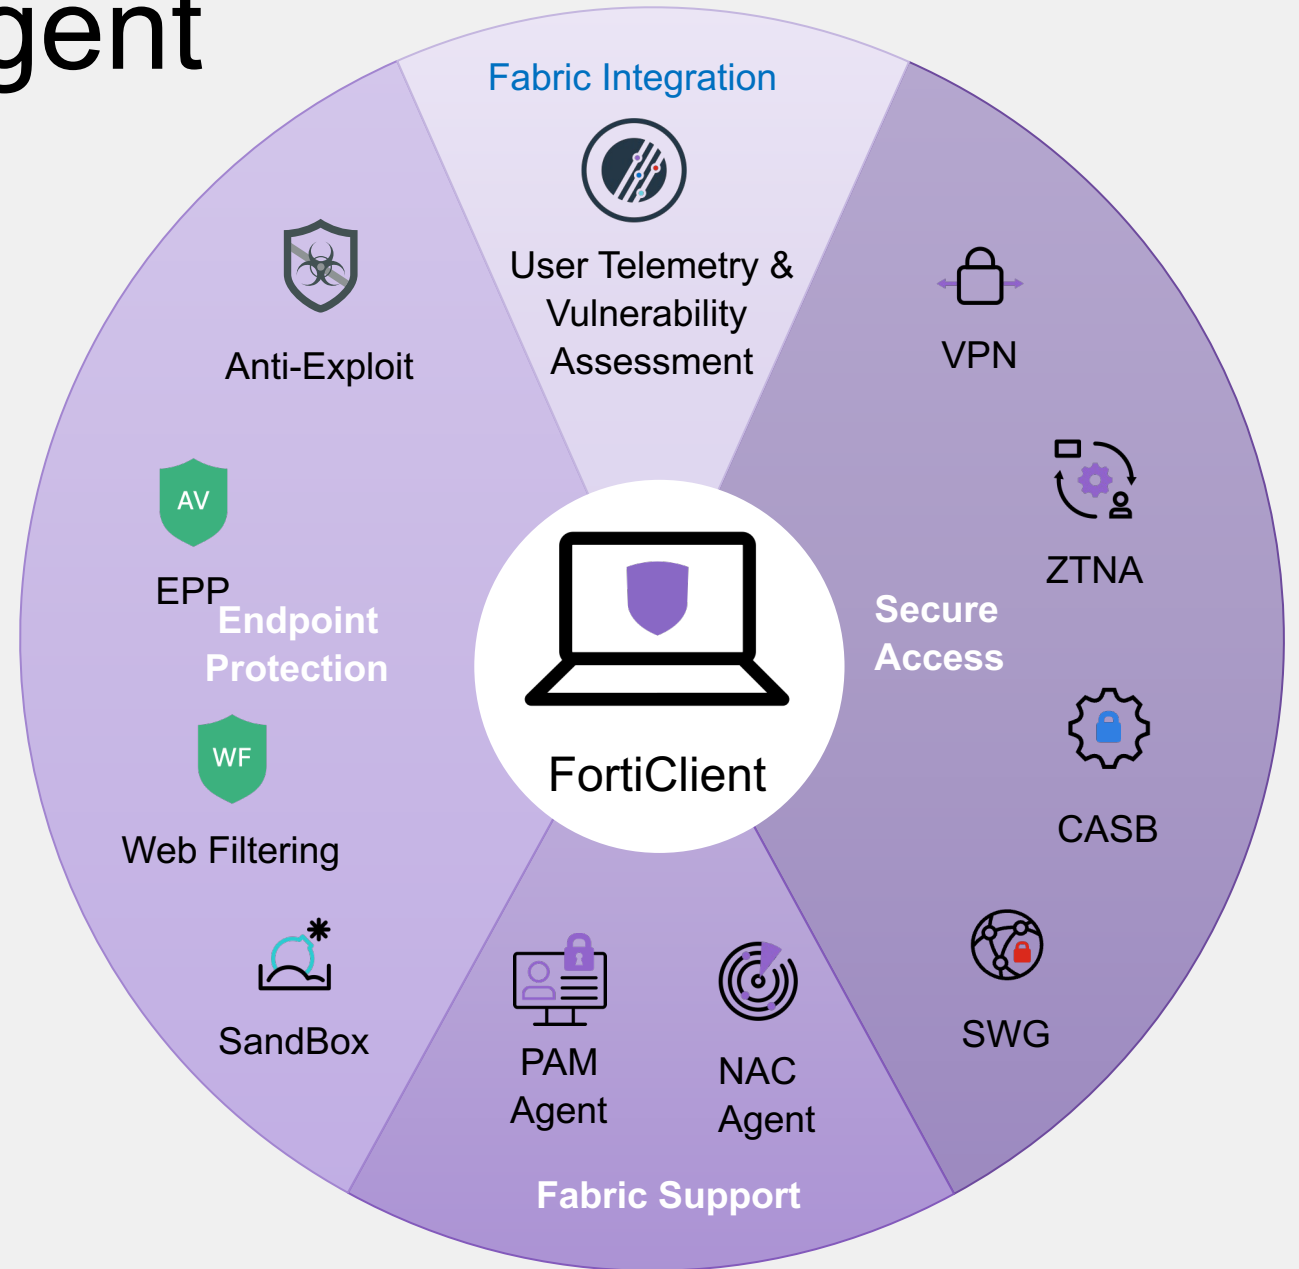 gent
Fabric Integration
User Telemetry &
Vulnerability
Assessment
Anti-Exploit
AV
EPP
Endpoint
Protection
WF
Web Filtering
SandBox
FortiClient
VPN
ZTNA
Secure
Access
CASB
SWG
PAM
Agent
NAC
Agent
Fabric Support